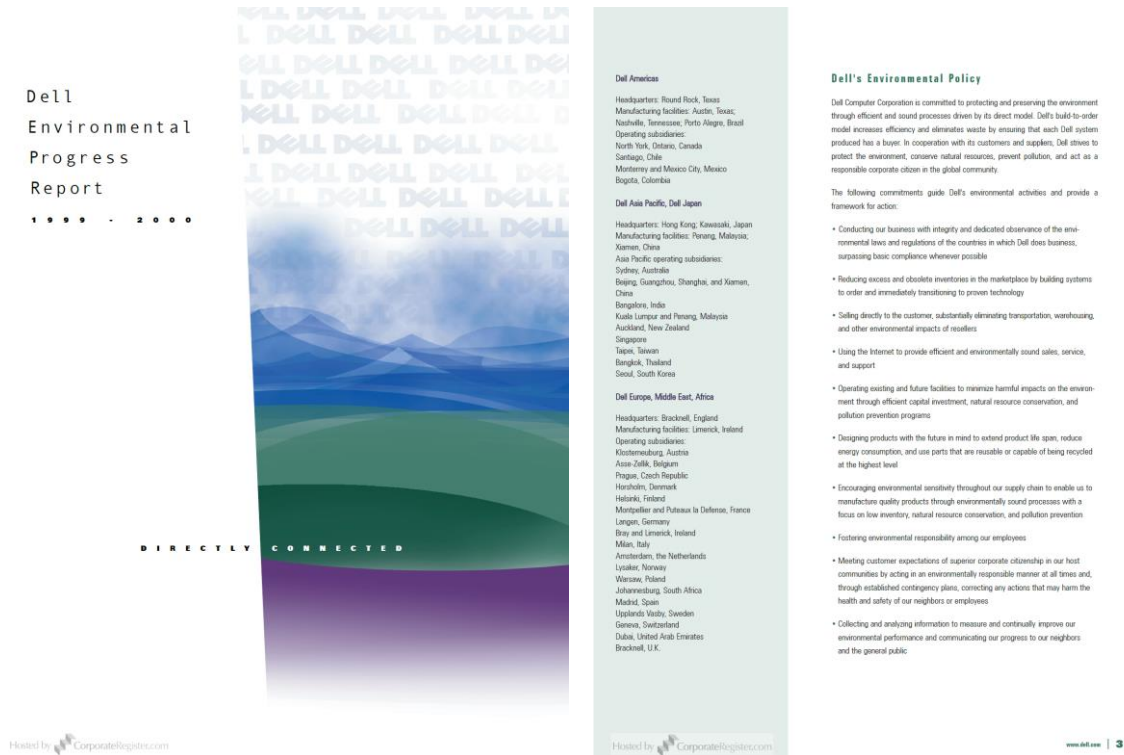 Dell
Environmental
Progress
Report
1999 - 2000
DIRECTLY CONNECTED
Hosted by CorporateRegister.com
Dell Americas
Headquarters: Round Rock, Texas
Manufacturing facilities: Austin, Texas;
Nashville, Tennessee; Porto Alegre, Brazil
Operating subsidiaries:
North York, Ontario, Canada
Santiago, Chile
Monterrey and Mexico City, Mexico
Bogota, Colombia
Dell Asia Pacific, Dell Japan
Headquarters: Hong Kong; Kawasaki, Japan
Manufacturing facilities: Penang, Malaysia;
Xiamen, China
Asia Pacific operating subsidiaries:
Sydney, Australia
Beijing, Guangzhou, Shanghai, and Xiamen,
China
Bangalore, India
Kuala Lumpur and Penang, Malaysia
Auckland, New Zealand
Singapore
Taipei, Taiwan
Bangkok, Thailand
Seoul, South Korea
Dell Europe, Middle East, Africa
Headquarters: Bracknell, England
Manufacturing facilities: Limerick, Ireland
Operating subsidiaries:
Klosterneuburg, Austria
Asse-Zellik, Belgium
Prague, Czech Republic
Horsholm, Denmark
Helsinki, Finland
Montpellier and Puteaux la Defense, France
Langen, Germany
Bray and Limerick, Ireland
Milan, Italy
Amsterdam, the Netherlands
Lysaker, Norway
Warsaw, Poland
Johannesburg, South Africa
Madrid, Spain
Upplands Vasby, Sweden
Geneva, Switzerland
Dubai, United Arab Emirates
Bracknell, U.K.
Hosted by CorporateRegister.com
Dell's Environmental Policy
Dell Computer Corporation is committed to protecting and preserving the environment
through efficient and sound processes driven by its direct model. Dell's build-to-order
model increases efficiency and eliminates waste by ensuring that each Dell system
produced has a buyer. In cooperation with its customers and suppliers, Dell strives to
protect the environment, conserve natural resources, prevent pollution, and act as a
responsible corporate citizen in the global community.
The following commitments guide Dell's environmental activities and provide a
framework for action:
• Conducting our business with integrity and dedicated observance of the envi-
ronmental laws and regulations of the countries in which Dell does business,
surpassing basic compliance whenever possible
• Reducing excess and obsolete inventories in the marketplace by building systems
to order and immediately transitioning to proven technology
• Selling directly to the customer, substantially eliminating transportation, warehousing,
and other environmental impacts of resellers
• Using the Internet to provide efficient and environmentally sound sales, service,
and support
• Operating existing and future facilities to minimize harmful impacts on the environ-
ment through efficient capital investment, natural resource conservation, and
pollution prevention programs
• Designing products with the future in mind to extend product life span, reduce
energy consumption, and use parts that are reusable or capable of being recycled
at the highest level
• Encouraging environmental sensitivity throughout our supply chain to enable us to
manufacture quality products through environmentally sound processes with a
focus on low inventory, natural resource conservation, and pollution prevention
• Fostering environmental responsibility among our employees
• Meeting customer expectations of superior corporate citizenship in our host
communities by acting in an environmentally responsible manner at all times and,
through established contingency plans, correcting any actions that may harm the
health and safety of our neighbors or employees
• Collecting and analyzing information to measure and continually improve our
environmental performance and communicating our progress to our neighbors
and the general public
www.dell.com | 3